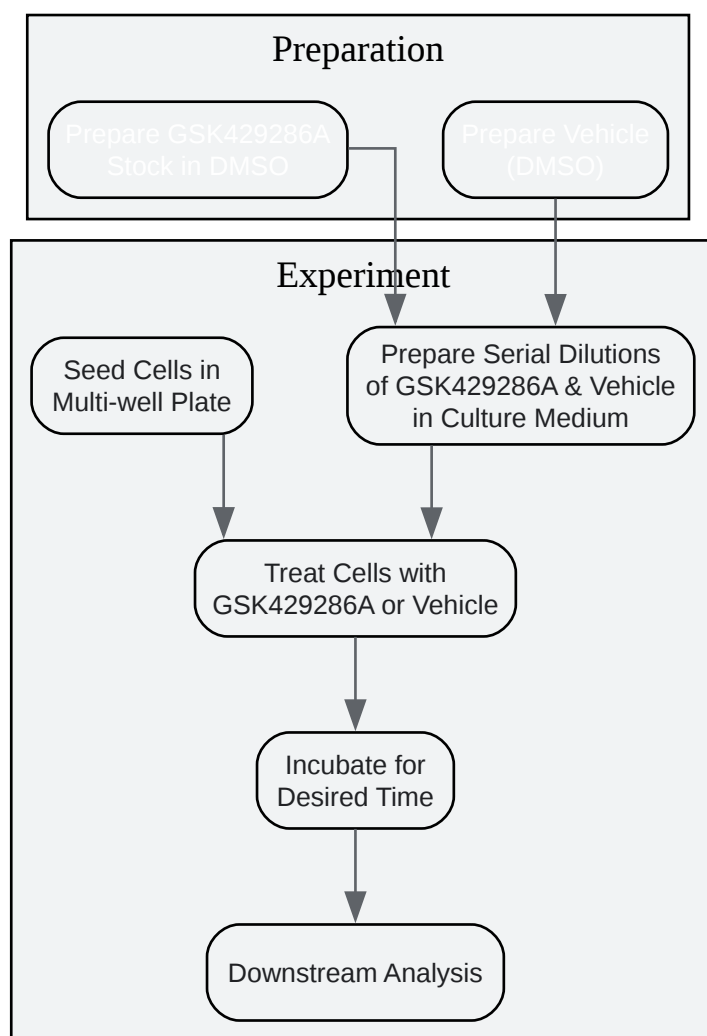 Preparation
Prepare GSK429286A
Stock in DMSO
Prepare Vehicle
(DMSO)
Experiment
Seed Cells in
Multi-well Plate
Prepare Serial Dilutions
of GSK429286A & Vehicle
in Culture Medium
Treat Cells with
GSK429286A or Vehicle
Incubate for
Desired Time
Downstream Analysis